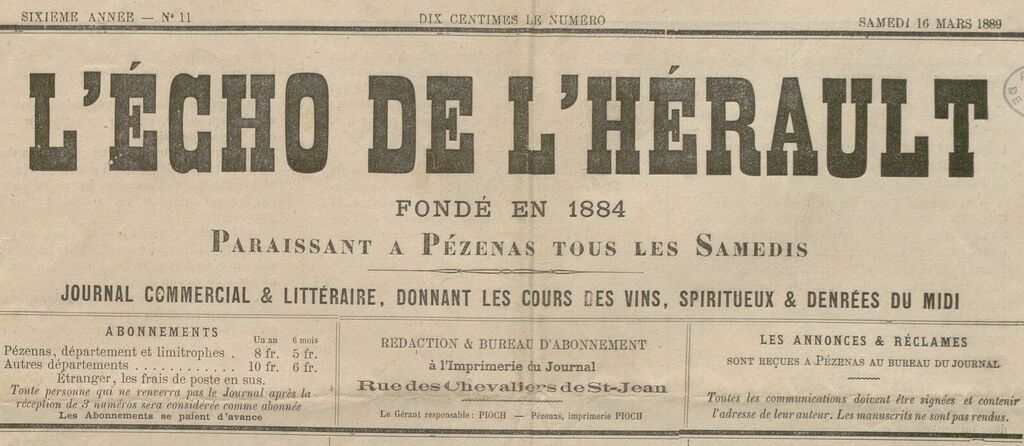 SIXIEME ANNÉE — Nº 11
DIX CENTIMES LE NUMÉRO
SAMEDI 16 MARS 1889
L'ÉCHO DE L'HÉRAULT
FONDÉ EN 1884
PARAISSANT A PÉZENAS TOUS LES SAMEDIS
JOURNAL COMMERCIAL & LITTÉRAIRE, DONNANT LES COURS DES VINS, SPIRITUEUX & DENRÉES DU MIDI
ABONNEMENTS
Un an 6 mois
Pézenas, département et limitrophes . 8 fr. 5 fr.
Autres départements . . . . . . . . . . . . 10 fr. 6 fr.
Étranger, les frais de poste en sus.
Toute personne qui ne renverra pas le Journal après la
réception de 3 numéros sera considérée comme abonnée
Les Abonnements se paient d'avance
REDACTION & BUREAU D'ABONNEMENT
à l'Imprimerie du Journal
Rue des Chevaliers de St-Jean
Le Gérant responsable: PIOCH — Pézenas, imprimerie PIOCH
LES ANNONCES & RÉCLAMES
SONT REÇUES A PÉZENAS AU BUREAU DU JOURNAL
Toutes les communications doivent être signées et contenir
l'adresse de leur auteur. Les manuscrits ne sont pas rendus.
DE